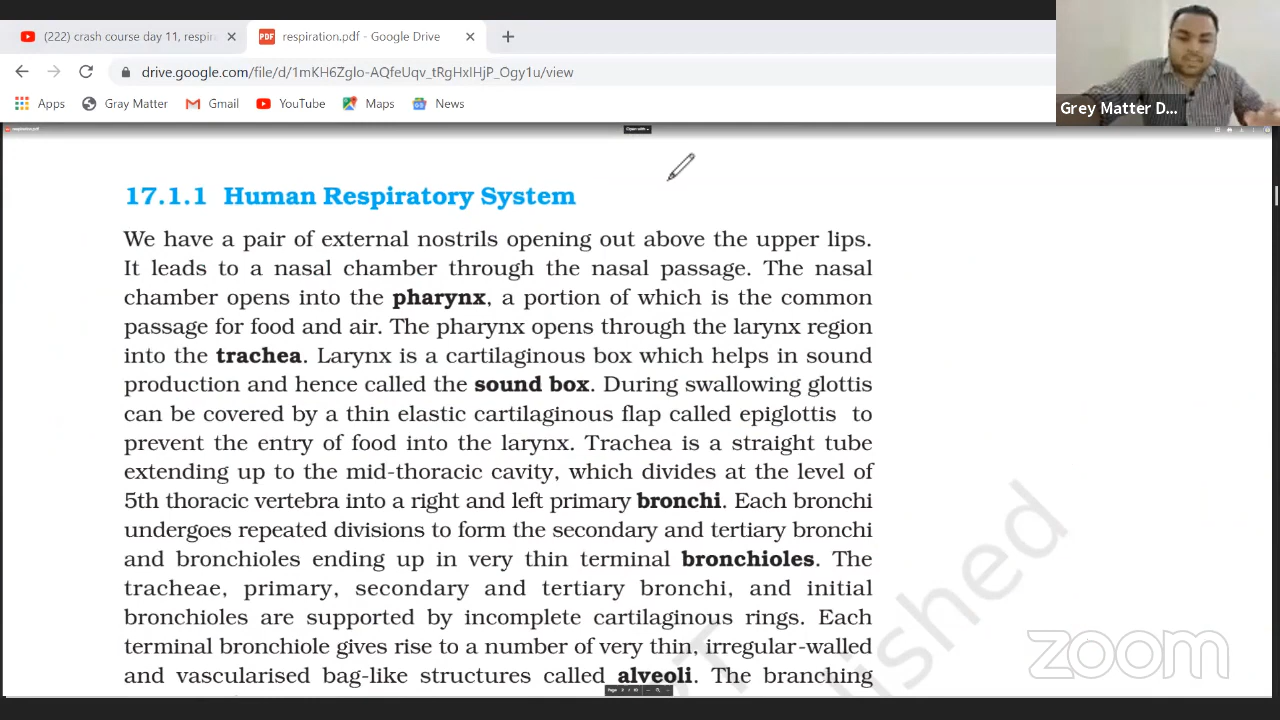 (222) crash course day 11, respir
respiration.pdf - Google Drive
drive.google.com/file/d/1mKH6Zglo-AQfeUqv_tRgHxIHjP_Ogy1u/view
Apps Gray Matter Gmail YouTube Maps News
Grey Matter D...
respiration.pdf
Open with
17.1.1 Human Respiratory System
We have a pair of external nostrils opening out above the upper lips.
It leads to a nasal chamber through the nasal passage. The nasal
chamber opens into the pharynx, a portion of which is the common
passage for food and air. The pharynx opens through the larynx region
into the trachea. Larynx is a cartilaginous box which helps in sound
production and hence called the sound box. During swallowing glottis
can be covered by a thin elastic cartilaginous flap called epiglottis to
prevent the entry of food into the larynx. Trachea is a straight tube
extending up to the mid-thoracic cavity, which divides at the level of
5th thoracic vertebra into a right and left primary bronchi. Each bronchi
undergoes repeated divisions to form the secondary and tertiary bronchi
and bronchioles ending up in very thin terminal bronchioles. The
tracheae, primary, secondary and tertiary bronchi, and initial
bronchioles are supported by incomplete cartilaginous rings. Each
terminal bronchiole gives rise to a number of very thin, irregular-walled
and vascularised bag-like structures called alveoli. The branching
shed
zoom